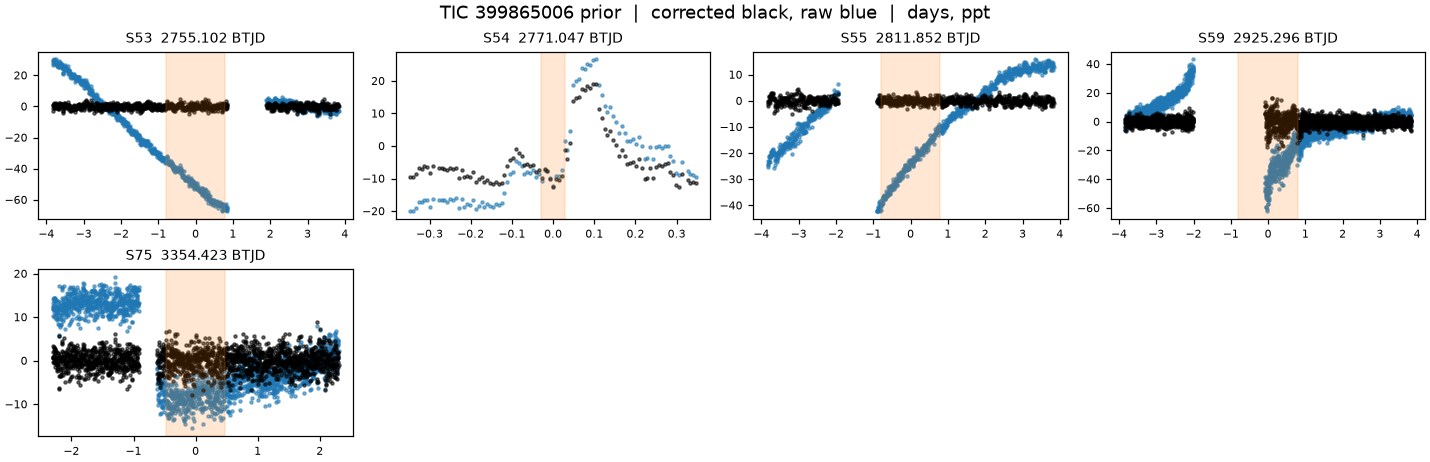 TIC 399865006 prior | corrected black, raw blue | days, ppt
S53 2755.102 BTJD
S54 2771.047 BTJD
S55 2811.852 BTJD
S59 2925.296 BTJD
20
0
−20
−40
−60
−4 −3 −2 −1 0 1 2 3 4
20
10
0
−10
−20
−0.3 −0.2 −0.1 0.0 0.1 0.2 0.3
10
0
−10
−20
−30
−40
−4 −3 −2 −1 0 1 2 3 4
40
20
0
−20
−40
−60
−4 −3 −2 −1 0 1 2 3 4
S75 3354.423 BTJD
20
10
0
−10
−2 −1 0 1 2